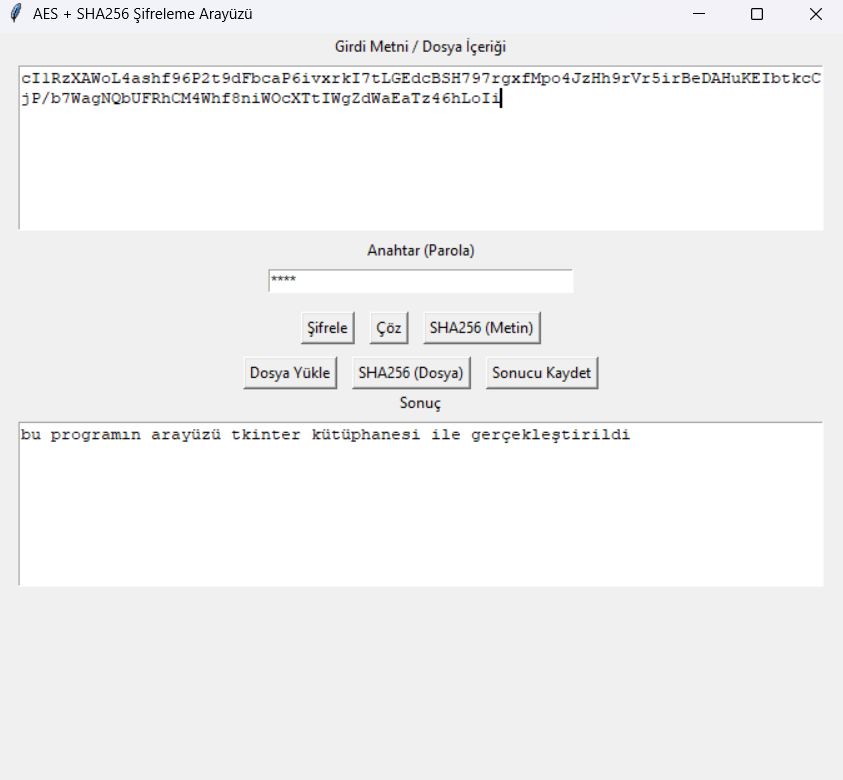 AES + SHA256 Şifreleme Arayüzü
Girdi Metni / Dosya İçeriği
cIlRzXAWoL4ashf96P2t9dFbcaP6ivxrkI7tLGEdcBSH797rgxfMpo4JzHh9rVr5irBeDAHuKEIbtkcC
jP/b7WagNQbUFRhCM4Whf8niWOcXTtIWgZdWaEaTz46hLoIi
Anahtar (Parola)
****
Şifrele Çöz SHA256 (Metin)
Dosya Yükle SHA256 (Dosya) Sonucu Kaydet
Sonuç
bu programın arayüzü tkinter kütüphanesi ile gerçekleştirildi